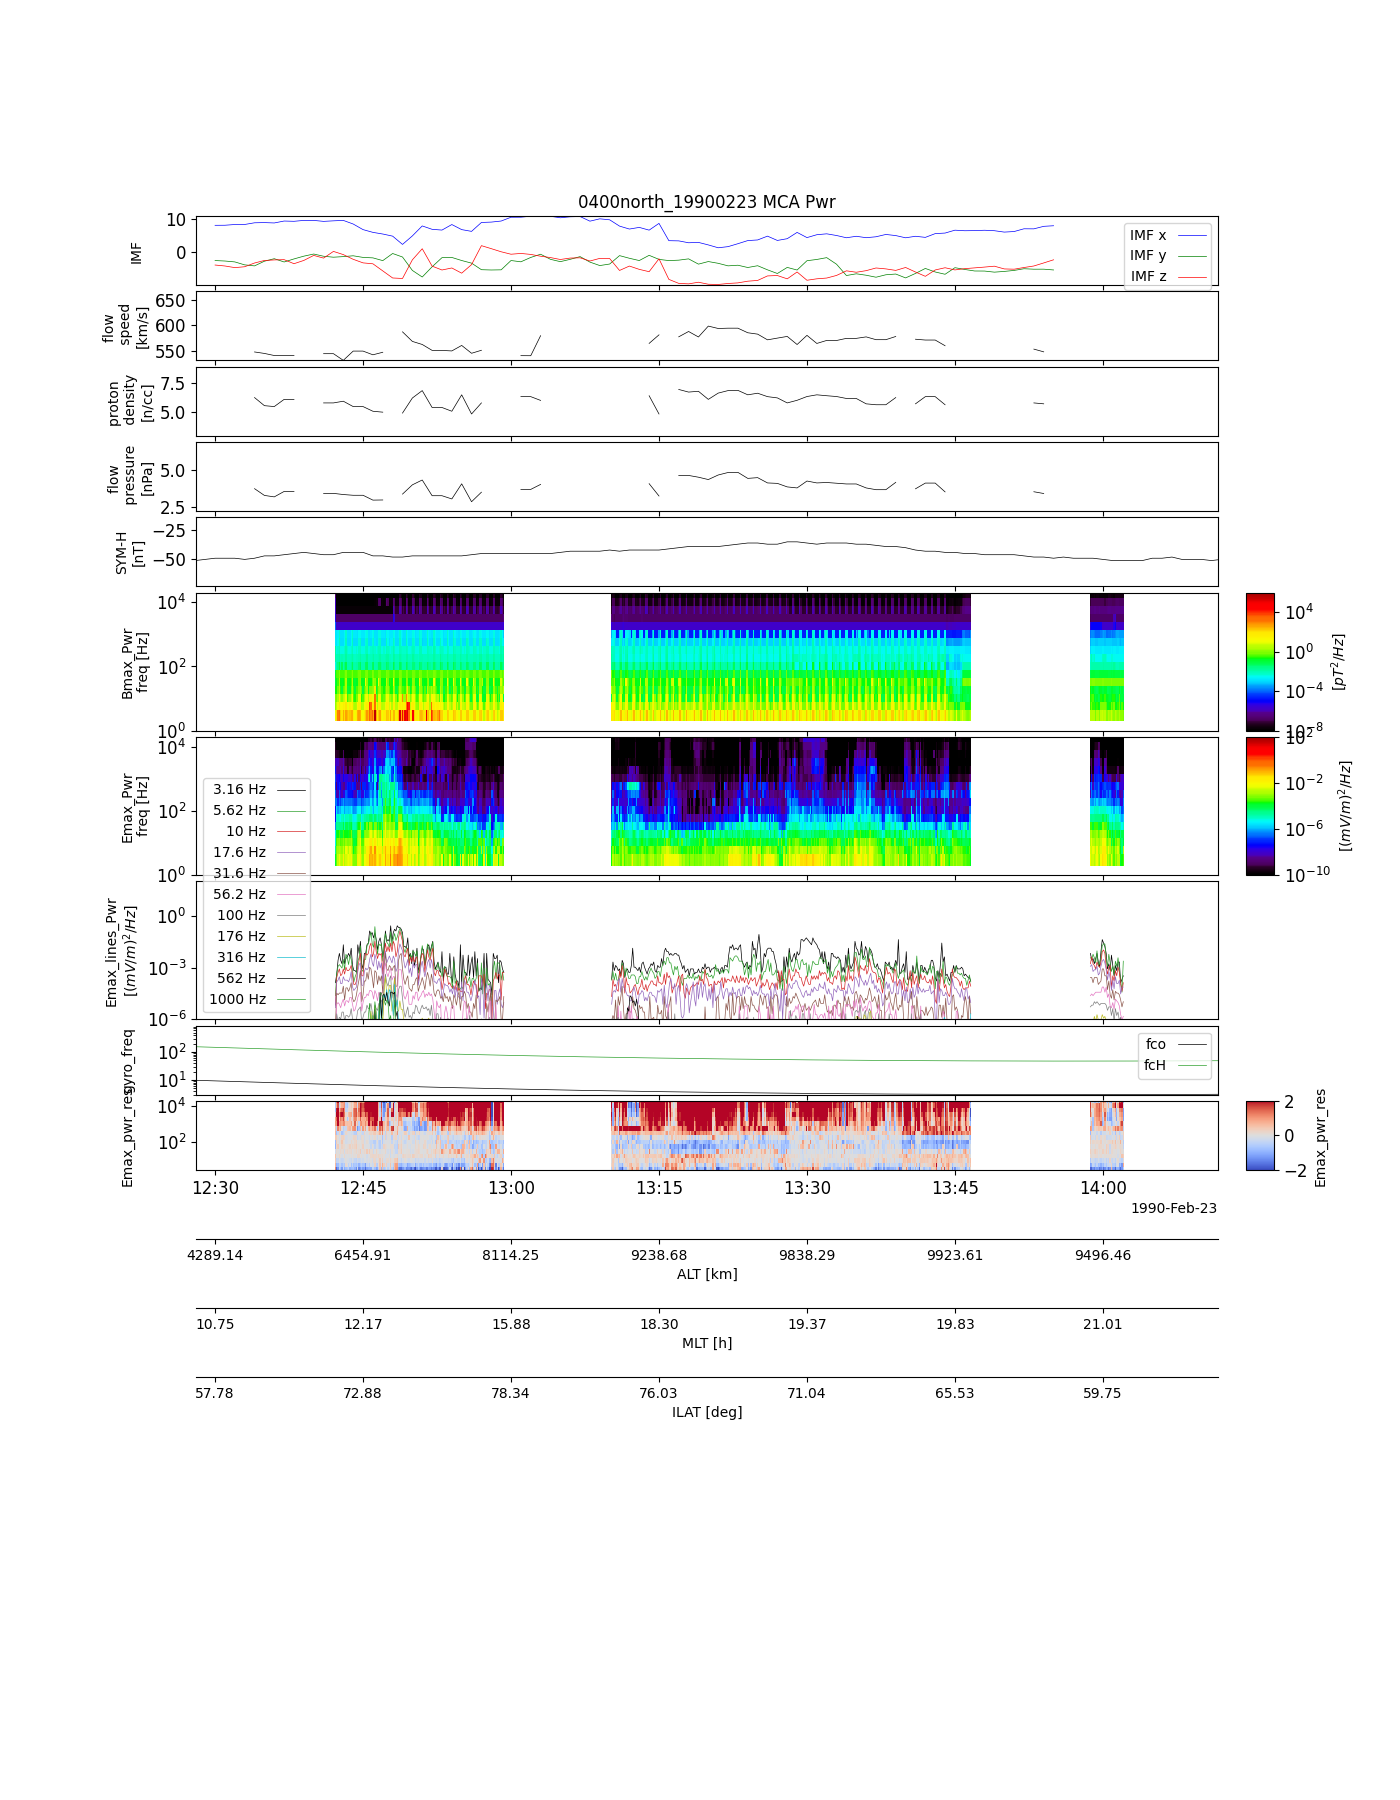 0400north_19900223 MCA Pwr
10
0
IMF
IMF x
IMF y
IMF z
650
600
550
flow
speed
[km/s]
7.5
5.0
proton
density
[n/cc]
5.0
2.5
flow
pressure
[nPa]
−25
−50
SYM-H
[nT]
10^4
10^2
10^0
Bmax_Pwr
freq [Hz]
10^4
10^0
10^−4
10^−8
[pT^2/Hz]
10^4
10^2
10^0
Emax_Pwr
freq [Hz]
10^2
10^−2
10^−6
10^−10
[(mV/m)^2/Hz]
3.16 Hz
5.62 Hz
10 Hz
17.6 Hz
31.6 Hz
56.2 Hz
100 Hz
176 Hz
316 Hz
562 Hz
1000 Hz
10^0
10^−3
10^−6
Emax_lines_Pwr
[(mV/m)^2/Hz]
10^2
10^1
gyro_freq
fco
fcH
10^4
10^2
Emax_pwr_res
2
0
−2
Emax_pwr_res
12:30 12:45 13:00 13:15 13:30 13:45 14:00
1990-Feb-23
4289.14 6454.91 8114.25 9238.68 9838.29 9923.61 9496.46
ALT [km]
10.75 12.17 15.88 18.30 19.37 19.83 21.01
MLT [h]
57.78 72.88 78.34 76.03 71.04 65.53 59.75
ILAT [deg]